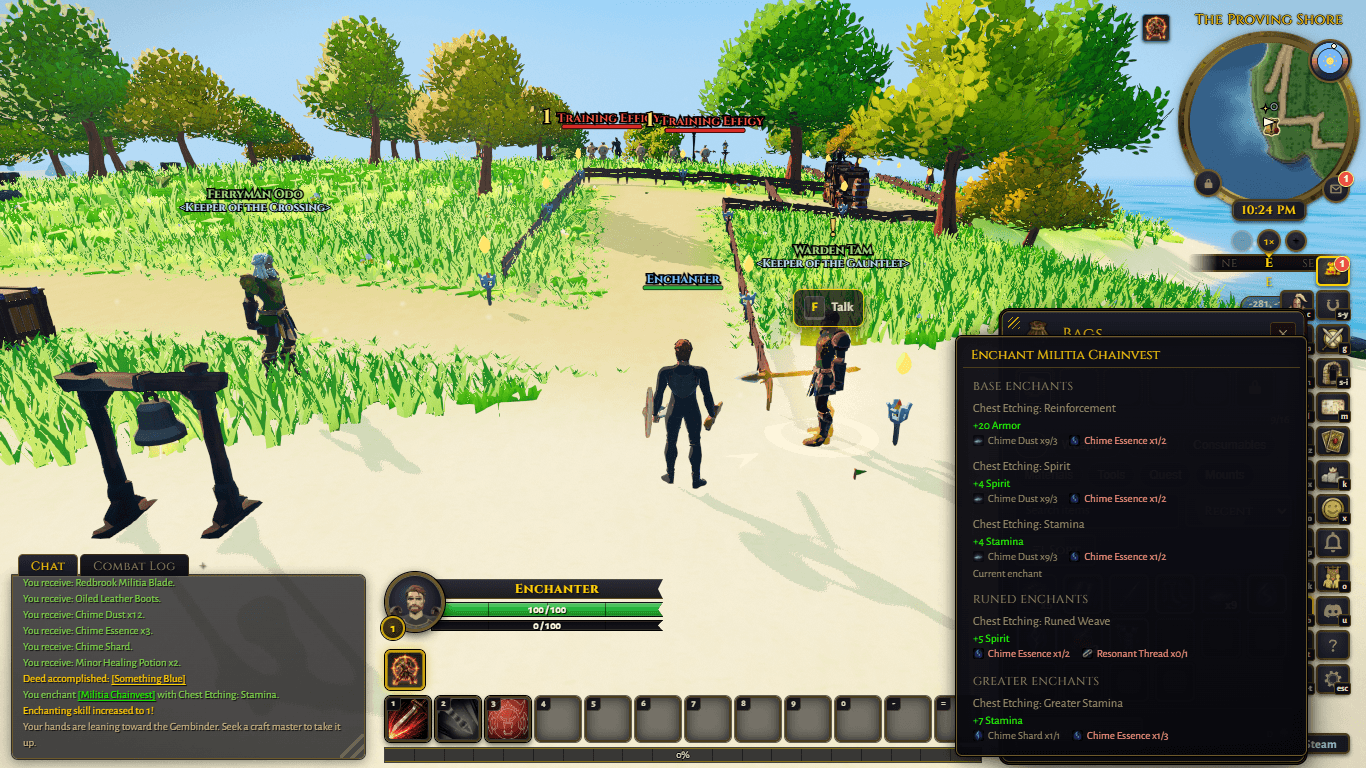 The Proving Shore
1 Training Effigy
1 Training Effigy
Ferryman Odo
<Keeper of the Crossing>
Warden Tam
<Keeper of the Gauntlet>
Enchanter
F Talk
1
10:24 PM
1x
NE E SE
E
1
-281,
Bags
Enchant Militia Chainvest
BASE ENCHANTS
Chest Etching: Reinforcement
+20 Armor
Chime Dust x9/3 Chime Essence x1/2
Chest Etching: Spirit
+4 Spirit
Chime Dust x9/3 Chime Essence x1/2
Chest Etching: Stamina
+4 Stamina
Chime Dust x9/3 Chime Essence x1/2
Current enchant
RUNED ENCHANTS
Chest Etching: Runed Weave
+5 Spirit
Chime Essence x1/2 Resonant Thread x0/1
GREATER ENCHANTS
Chest Etching: Greater Stamina
+7 Stamina
Chime Shard x1/1 Chime Essence x1/3
c
s-y
g
s-i
m
z
k
x
p
o
u
?
esc
Steam
Chat Combat Log +
You receive: Redbrook Militia Blade.
You receive: Oiled Leather Boots.
You receive: Chime Dust x12.
You receive: Chime Essence x3.
You receive: Chime Shard.
You receive: Minor Healing Potion x2.
Deed accomplished: [Something Blue]
You enchant [Militia Chainvest] with Chest Etching: Stamina.
Enchanting skill increased to 1!
Your hands are leaning toward the Gembinder. Seek a craft master to take it
up.
Enchanter
100 / 100
0 / 100
1
1 2 3 4 5 6 7 8 9 0 - =
0%